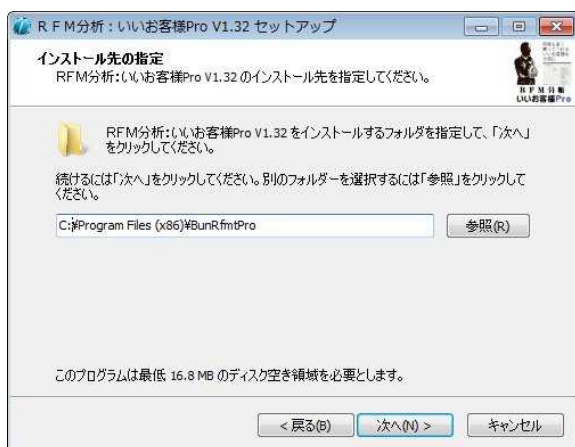 RFM分析：いいお客様Pro V1.32 セットアップ
インストール先の指定
RFM分析:いいお客様Pro V1.32 のインストール先を指定してください。
RFM分析
いいお客様Pro
RFM分析:いいお客様Pro V1.32 をインストールするフォルダを指定して、「次へ」
をクリックしてください。
続けるには「次へ」をクリックしてください。別のフォルダーを選択するには「参照」をクリックして
ください。
C:¥Program Files (x86)¥BunRfmtPro
参照(R)
このプログラムは最低 16.8 MB のディスク空き領域を必要とします。
< 戻る(B)
次へ(N) >
キャンセル